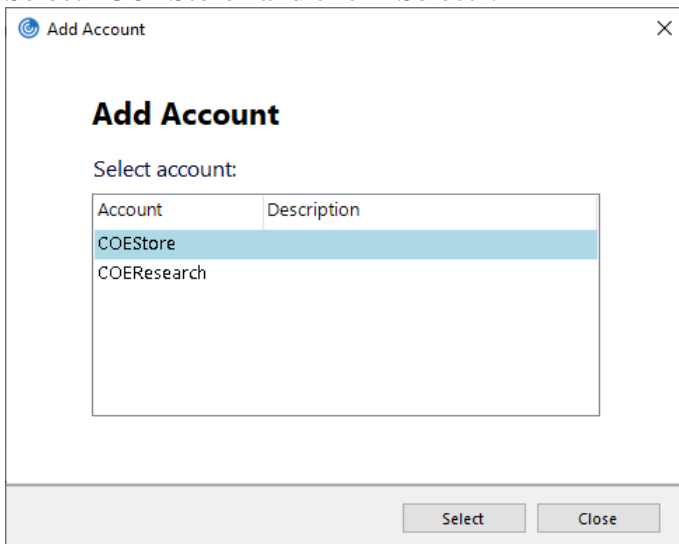 Add Account
Add Account
Select account:
Account Description
COEStore
COEResearch
Select Close